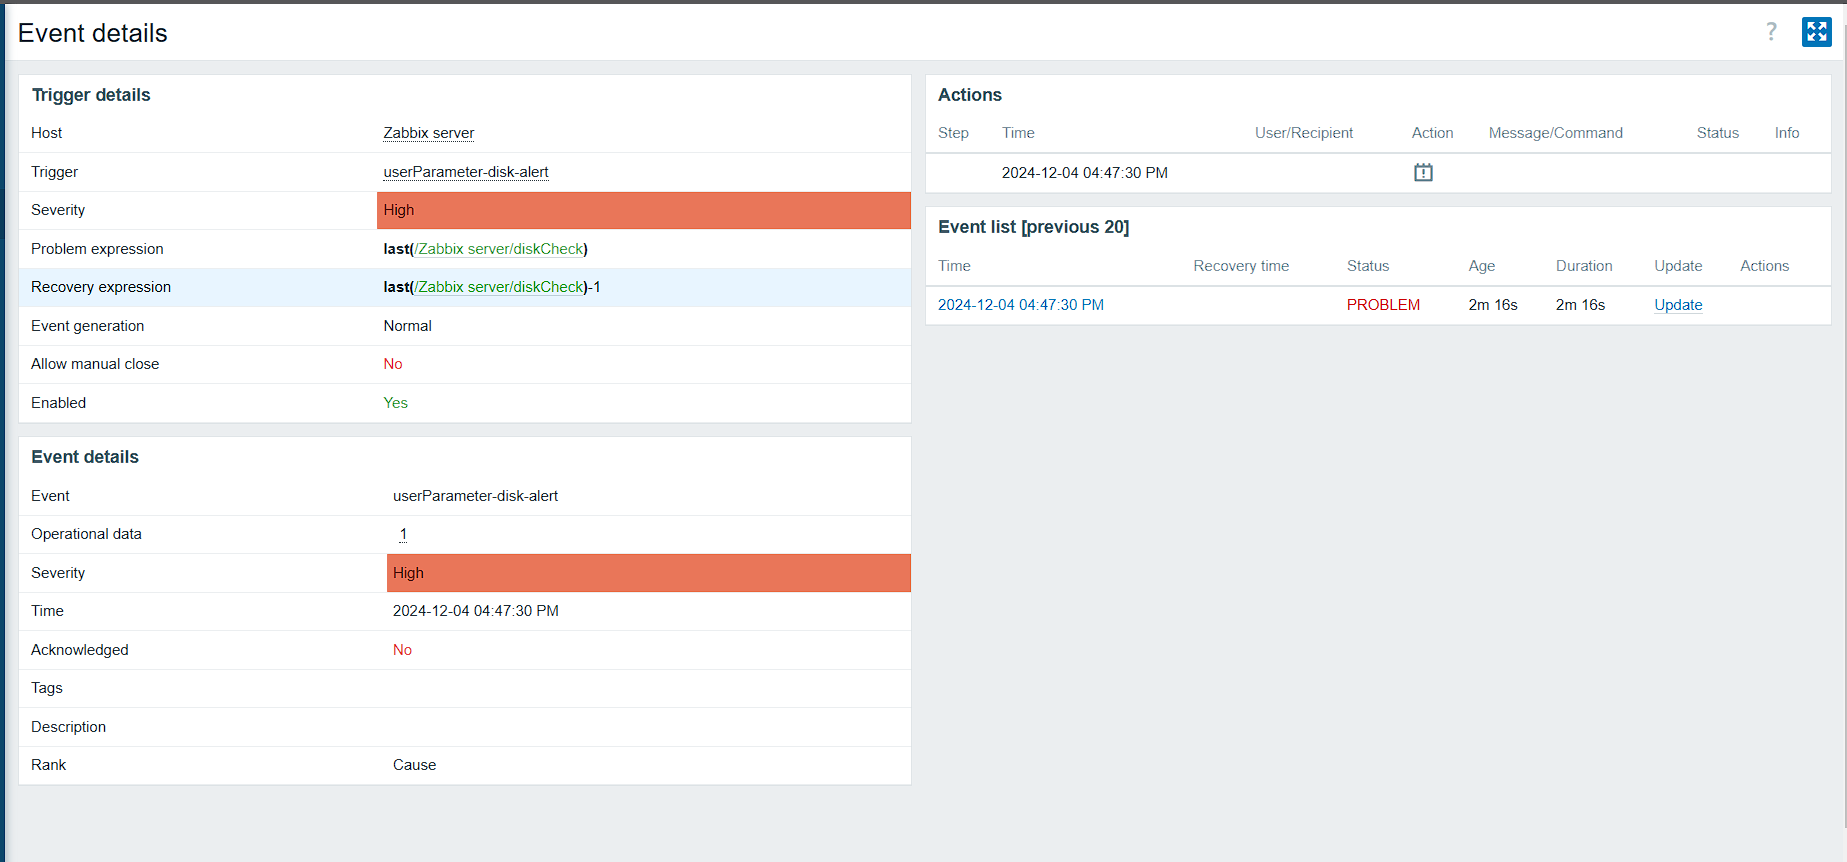 Event details
?
Trigger details
Host Zabbix server
Trigger userParameter-disk-alert
Severity High
Problem expression last(/Zabbix server/diskCheck)
Recovery expression last(/Zabbix server/diskCheck)-1
Event generation Normal
Allow manual close No
Enabled Yes
Event details
Event userParameter-disk-alert
Operational data 1
Severity High
Time 2024-12-04 04:47:30 PM
Acknowledged No
Tags
Description
Rank Cause
Actions
Step Time User/Recipient Action Message/Command Status Info
2024-12-04 04:47:30 PM
Event list [previous 20]
Time Recovery time Status Age Duration Update Actions
2024-12-04 04:47:30 PM PROBLEM 2m 16s 2m 16s Update